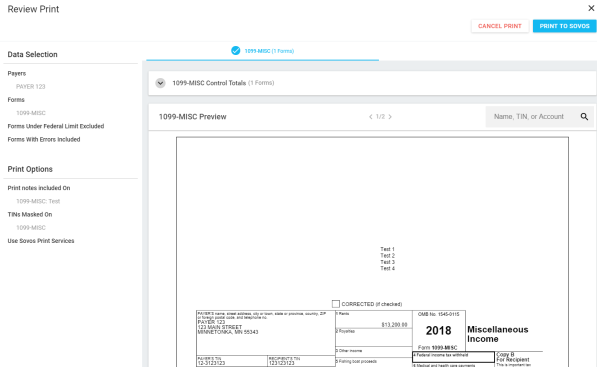 Review Print
CANCEL PRINT
PRINT TO SOVOS
Data Selection
Payers
PAYER 123
Forms
1099-MISC
Forms Under Federal Limit Excluded
Forms With Errors Included
Print Options
Print notes included On
1099-MISC: Test
TINs Masked On
1099-MISC
Use Sovos Print Services
1099-MISC (1 Forms)
1099-MISC Control Totals (1 Forms)
1099-MISC Preview
1/2
Name, TIN, or Account
Test 1
Test 2
Test 3
Test 4
CORRECTED (if checked)
PAYER'S name, street address, city or town, state or province, country, ZIP
or foreign postal code, and telephone no.
PAYER 123
123 MAIN STREET
MINNETONKA, MN 55343
1 Rents
$13,200.00
2 Royalties
3 Other income
OMB No. 1545-0115
2018
Form 1099-MISC
Miscellaneous
Income
4 Federal income tax withheld
Copy B
For Recipient
PAYER'S TIN
12-3123123
RECIPIENT'S TIN
123123123
5 Fishing boat proceeds
6 Medical and health care payments
This is important tax